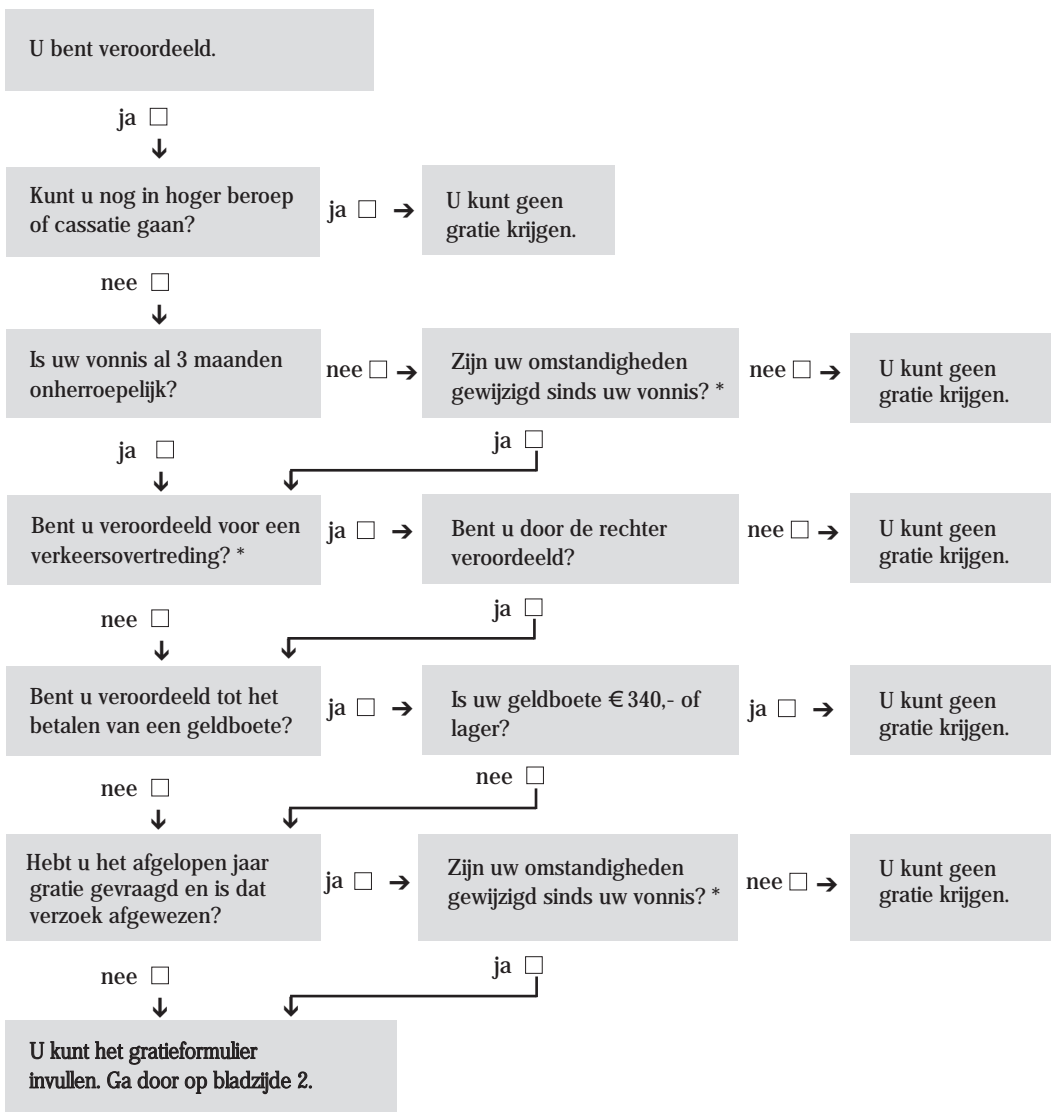 U bent veroordeeld.
ja
Kunt u nog in hoger beroep
of cassatie gaan?
ja
U kunt geen
gratie krijgen.
nee
Is uw vonnis al 3 maanden
onherroepelijk?
nee
Zijn uw omstandigheden
gewijzigd sinds uw vonnis? *
nee
U kunt geen
gratie krijgen.
ja
ja
Bent u veroordeeld voor een
verkeersovertreding? *
ja
Bent u door de rechter
veroordeeld?
nee
U kunt geen
gratie krijgen.
nee
ja
Bent u veroordeeld tot het
betalen van een geldboete?
ja
Is uw geldboete € 340,- of
lager?
ja
U kunt geen
gratie krijgen.
nee
nee
Hebt u het afgelopen jaar
gratie gevraagd en is dat
verzoek afgewezen?
ja
Zijn uw omstandigheden
gewijzigd sinds uw vonnis? *
nee
U kunt geen
gratie krijgen.
nee
ja
U kunt het gratieformulier
invullen. Ga door op bladzijde 2.